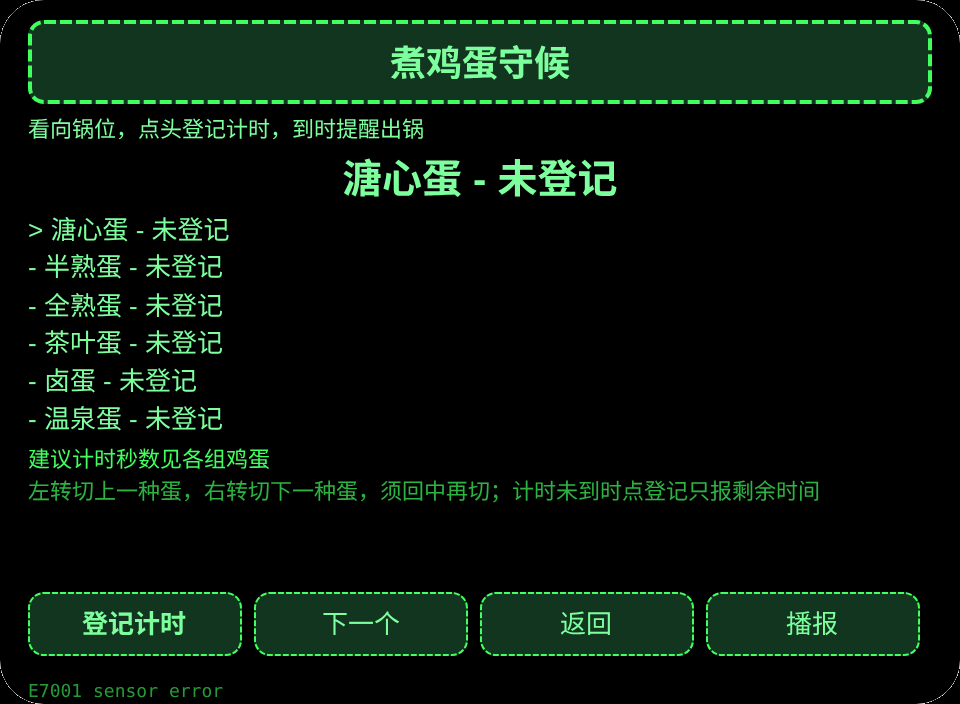 煮鸡蛋守候
看向锅位，点头登记计时，到时提醒出锅
溏心蛋 - 未登记
> 溏心蛋 - 未登记
- 半熟蛋 - 未登记
- 全熟蛋 - 未登记
- 茶叶蛋 - 未登记
- 卤蛋 - 未登记
- 温泉蛋 - 未登记
建议计时秒数见各组鸡蛋
左转切上一种蛋，右转切下一种蛋，须回中再切；计时未到时点登记只报剩余时间
登记计时 下一个 返回 播报
E7001 sensor error